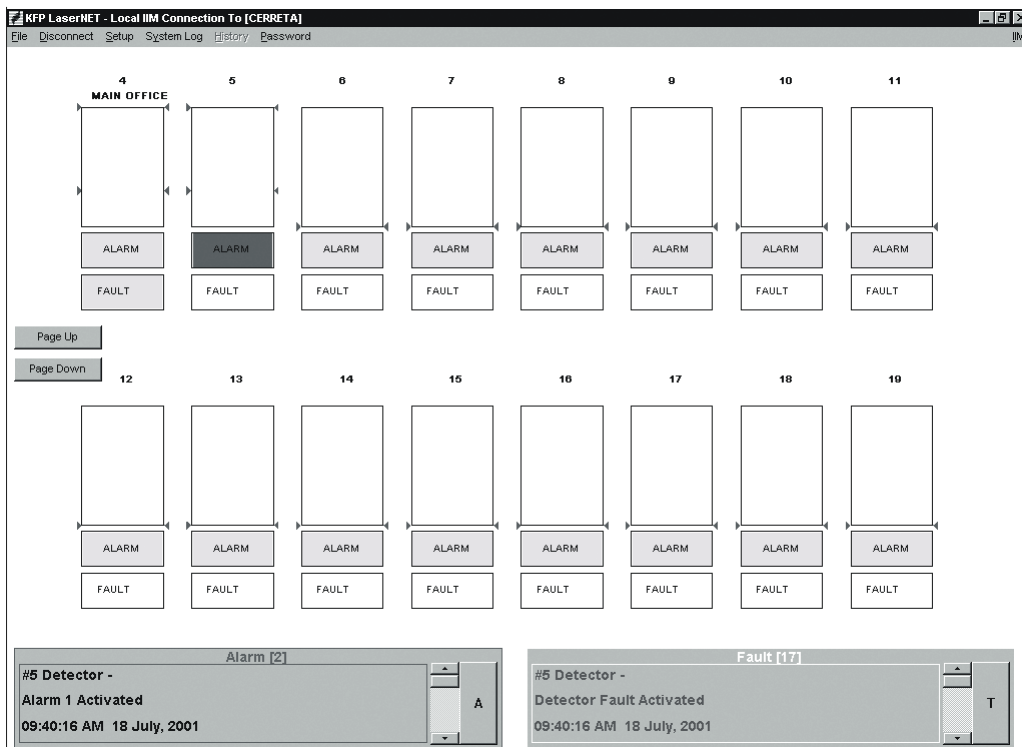 KFP LaserNET - Local IIM Connection To [CERRETA]
File Disconnect Setup System Log History Password
4 5 6 7 8 9 10 11
MAIN OFFICE
ALARM ALARM ALARM ALARM ALARM ALARM ALARM ALARM
FAULT FAULT FAULT FAULT FAULT FAULT FAULT FAULT
Page Up
Page Down
12 13 14 15 16 17 18 19
ALARM ALARM ALARM ALARM ALARM ALARM ALARM ALARM
FAULT FAULT FAULT FAULT FAULT FAULT FAULT FAULT
Alarm [2]
#5 Detector -
Alarm 1 Activated
09:40:16 AM 18 July, 2001
A
Fault [17]
#5 Detector -
Detector Fault Activated
09:40:16 AM 18 July, 2001
T